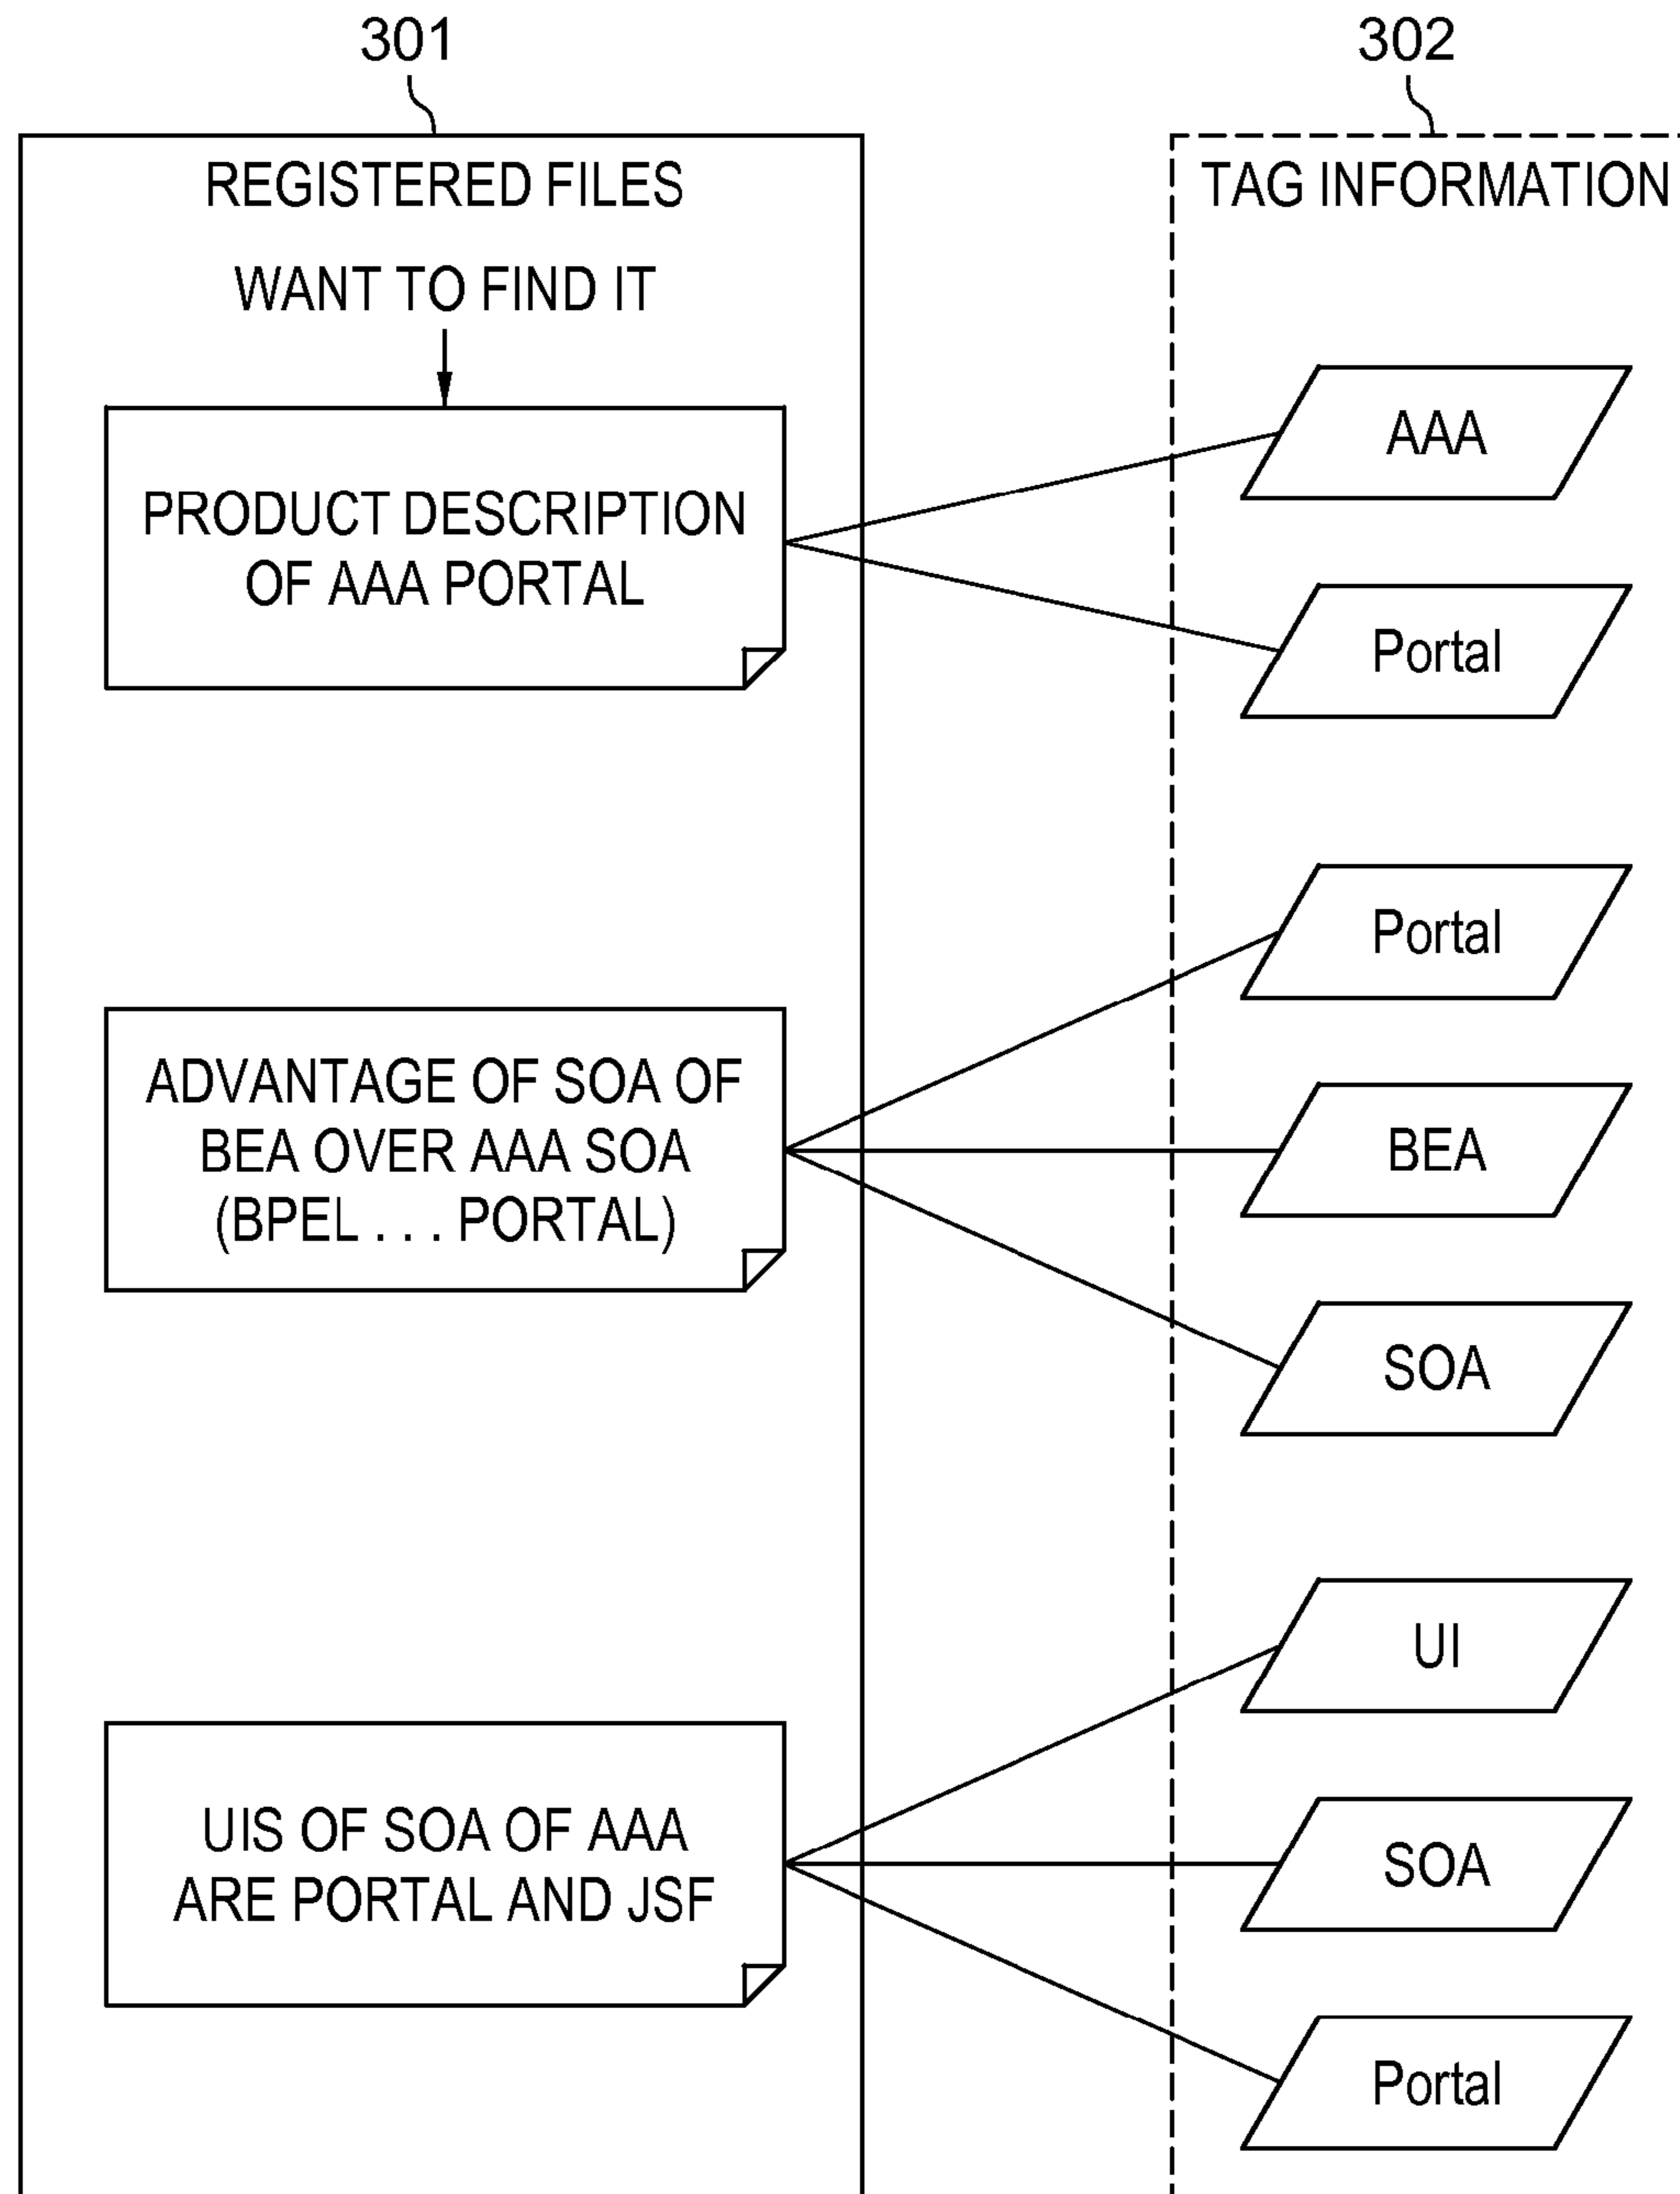 301
302
REGISTERED FILES
TAG INFORMATION
WANT TO FIND IT
PRODUCT DESCRIPTION
OF AAA PORTAL
AAA
Portal
ADVANTAGE OF SOA OF
BEA OVER AAA SOA
(BPEL . . . PORTAL)
Portal
BEA
SOA
UIS OF SOA OF AAA
ARE PORTAL AND JSF
UI
SOA
Portal